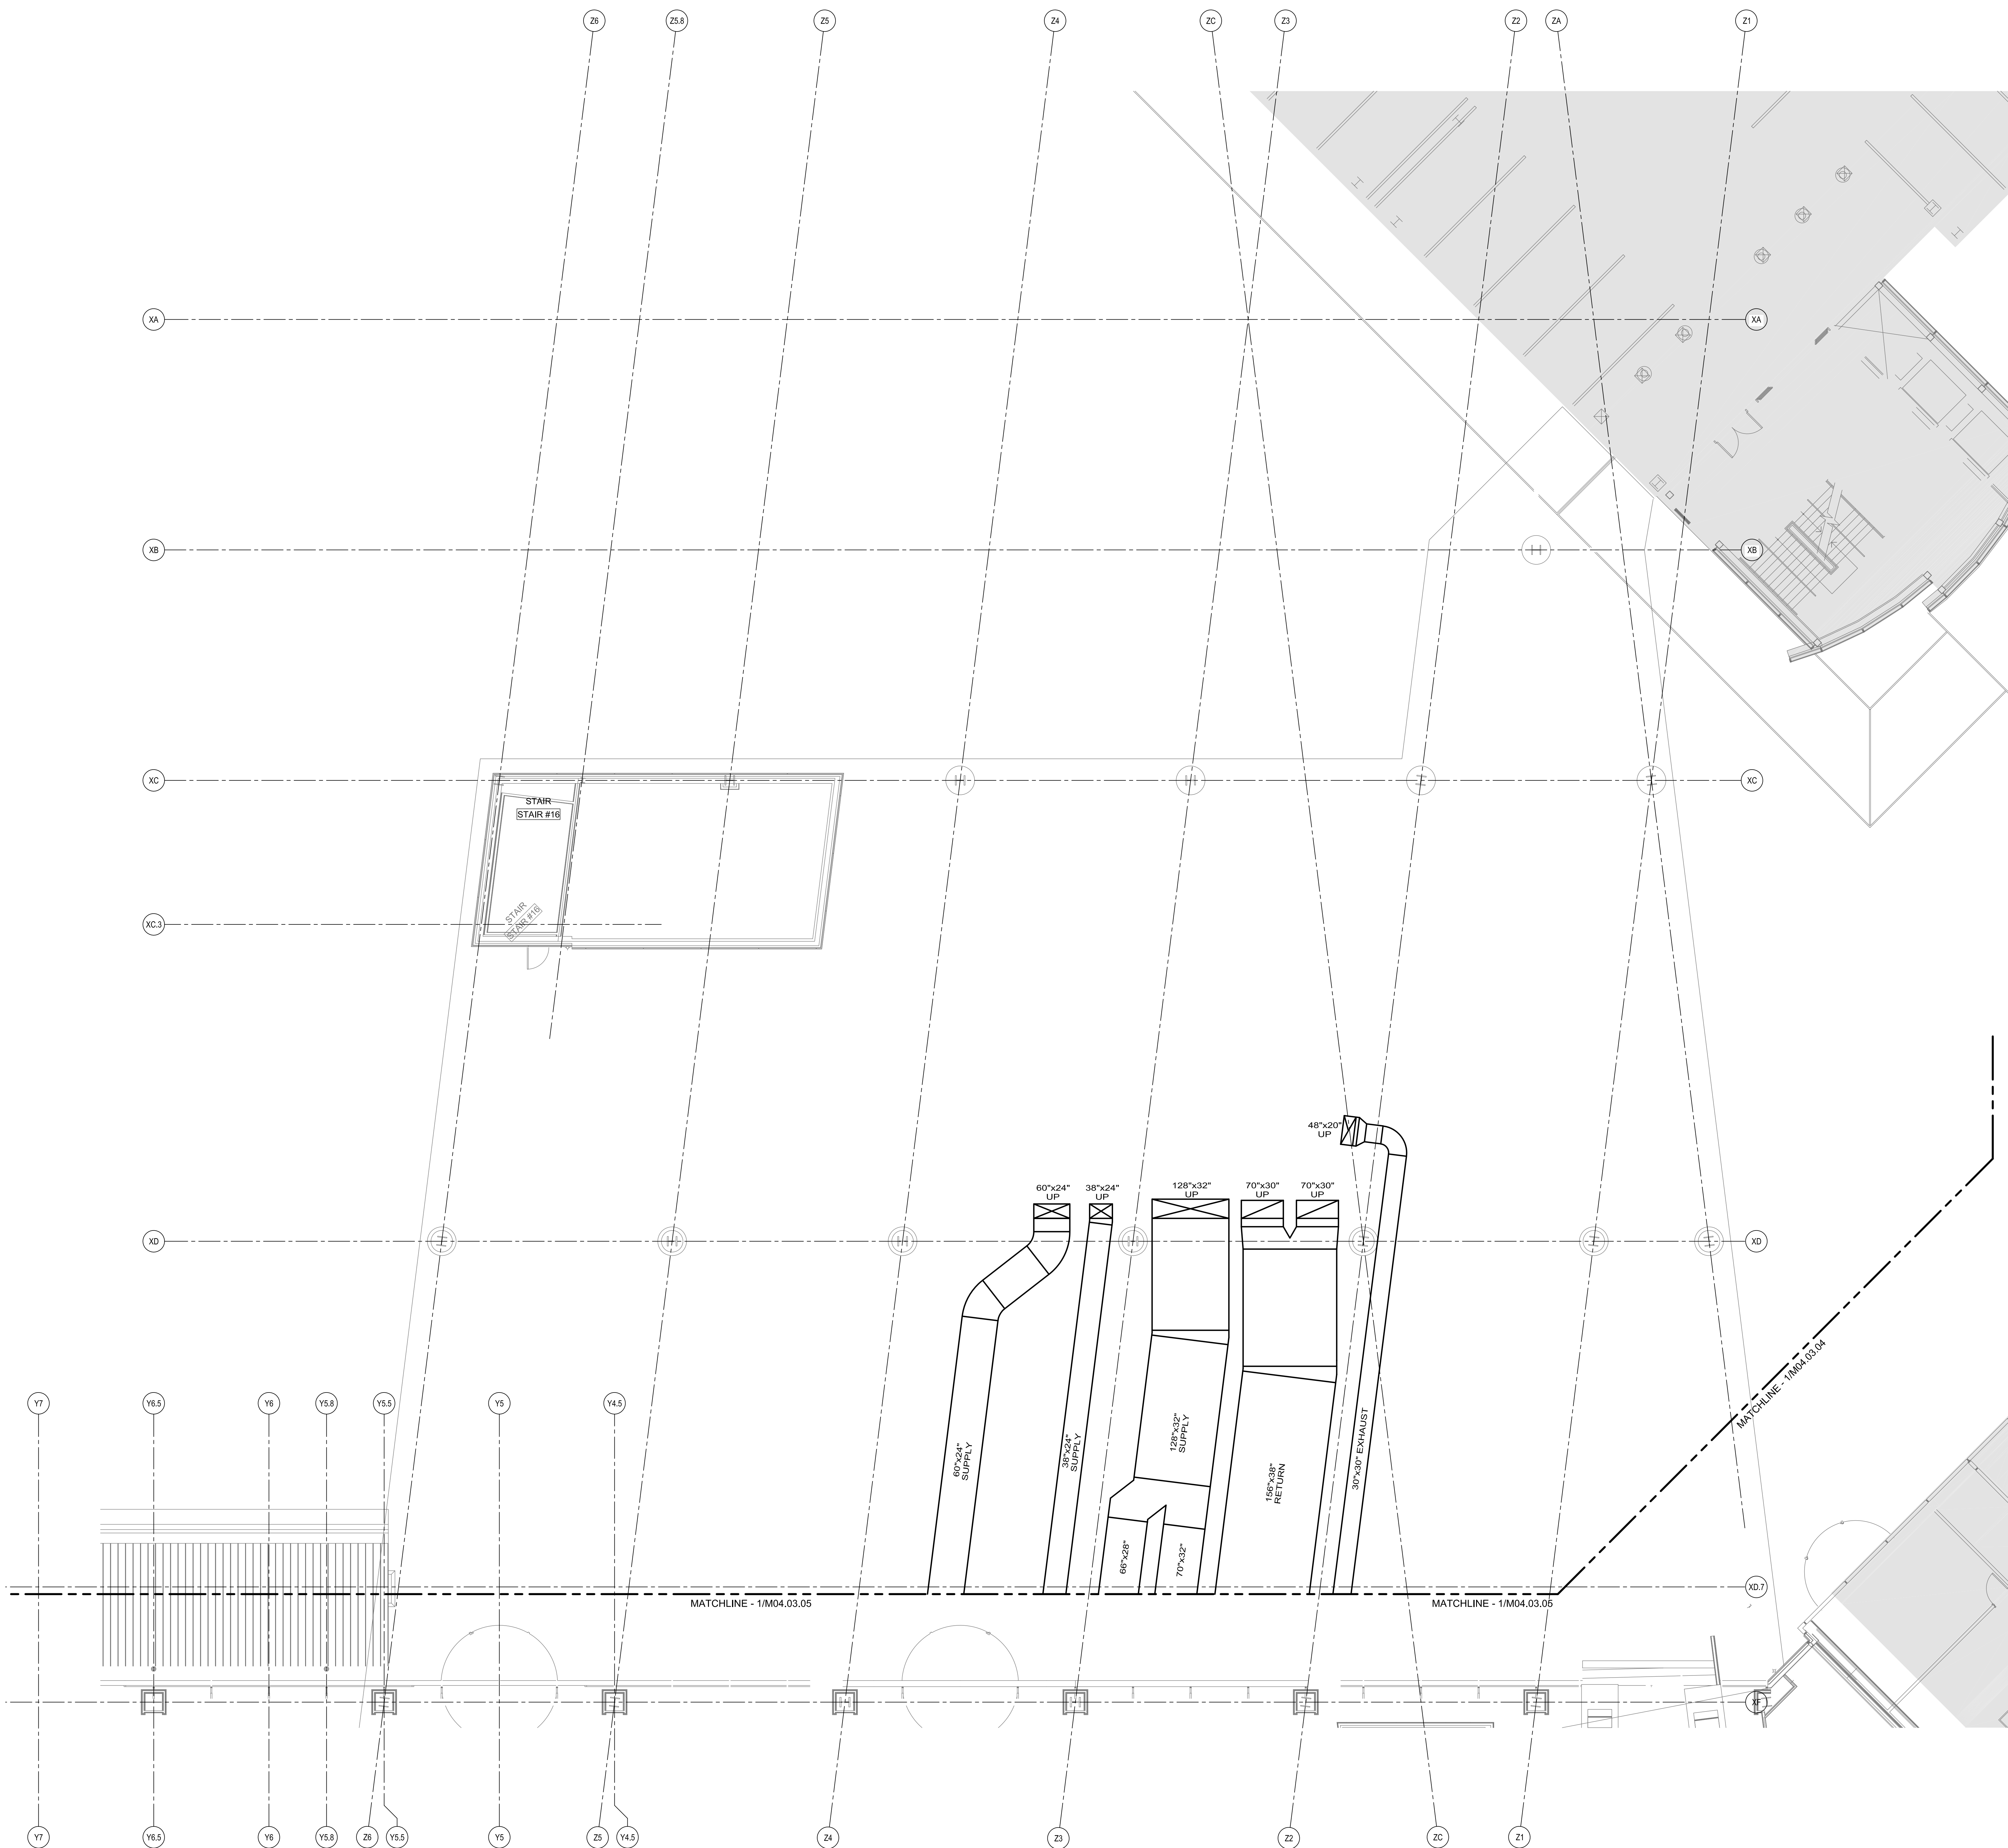 Z6
Z5.8
Z5
Z4
ZC
Z3
Z2
ZA
Z1
XA
XA
XB
XB
XC
XC
STAIR
STAIR #16
STAIR
STAIR #16
XC.3
48"x20"
UP
60"x24"
UP
38"x24"
UP
128"x32"
UP
70"x30"
UP
70"x30"
UP
XD
XD
MATCHLINE - 1/M04.03.04
Y7
Y6.5
Y6
Y5.8
Y5.5
Y5
Y4.5
60"x24"
SUPPLY
38"x24"
SUPPLY
128"x32"
SUPPLY
156"x38"
RETURN
30"x30" EXHAUST
66"x28"
70"x32"
XD.7
MATCHLINE - 1/M04.03.05
MATCHLINE - 1/M04.03.05
XF
Y7
Y6.5
Y6
Y5.8
Z6
Y5.5
Y5
Z5
Y4.5
Z4
Z3
Z2
ZC
Z1